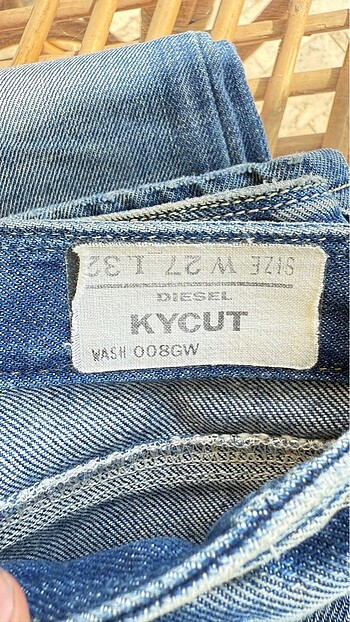 SIZE W 27 L 32
DIESEL
KYCUT
WASH 008GW